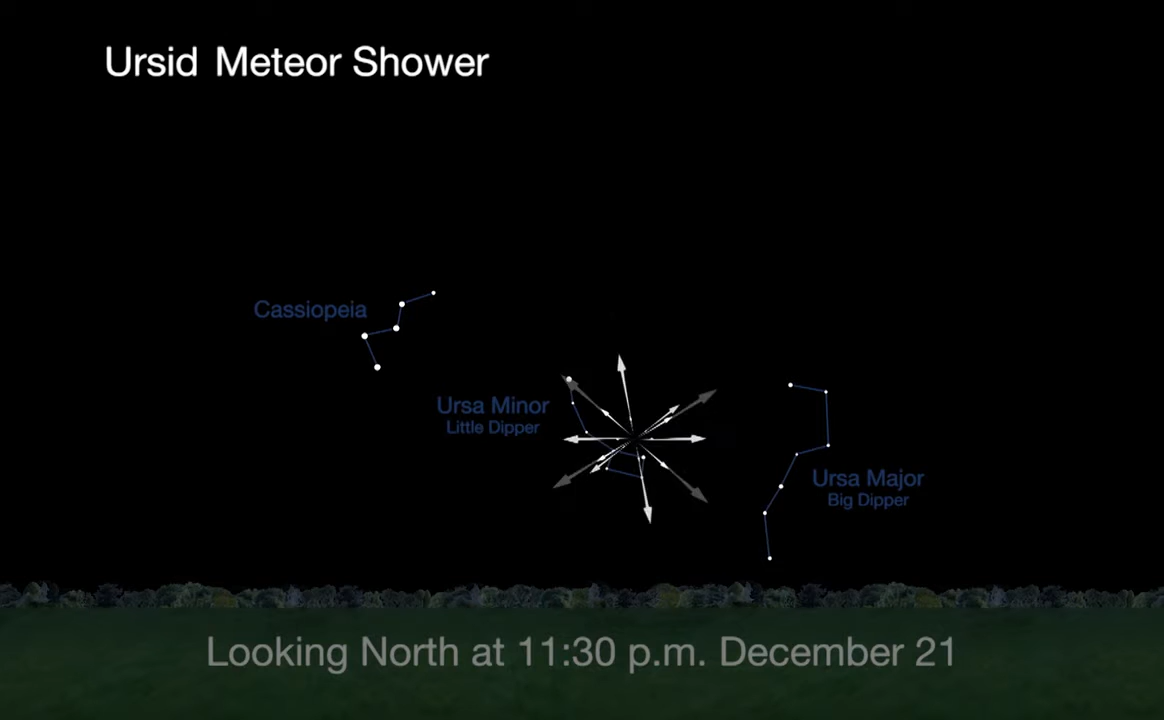 Ursid Meteor Shower
Cassiopeia
Ursa Minor
Little Dipper
Ursa Major
Big Dipper
Looking North at 11:30 p.m. December 21